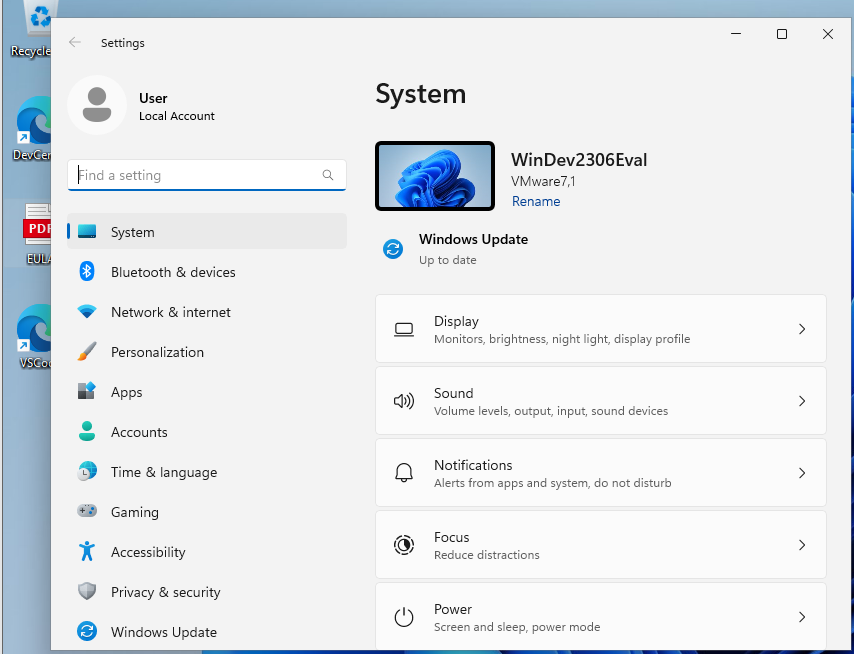 Recycle
DevCen
PDF
EULA
VSCo
Settings
User
Local Account
Find a setting
System
Bluetooth & devices
Network & internet
Personalization
Apps
Accounts
Time & language
Gaming
Accessibility
Privacy & security
Windows Update
System
WinDev2306Eval
VMware7,1
Rename
Windows Update
Up to date
Display
Monitors, brightness, night light, display profile
Sound
Volume levels, output, input, sound devices
Notifications
Alerts from apps and system, do not disturb
Focus
Reduce distractions
Power
Screen and sleep, power mode